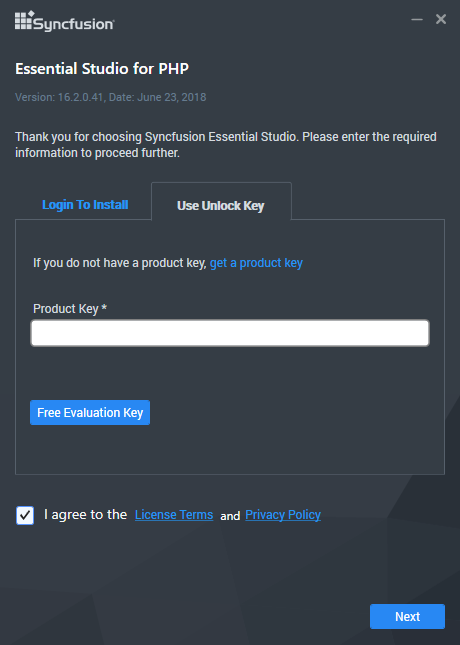 Syncfusion
Essential Studio for PHP
Version: 16.2.0.41, Date: June 23, 2018
Thank you for choosing Syncfusion Essential Studio. Please enter the required
information to proceed further.
Login To Install
Use Unlock Key
If you do not have a product key, get a product key
Product Key *
Free Evaluation Key
I agree to the License Terms and Privacy Policy
Next